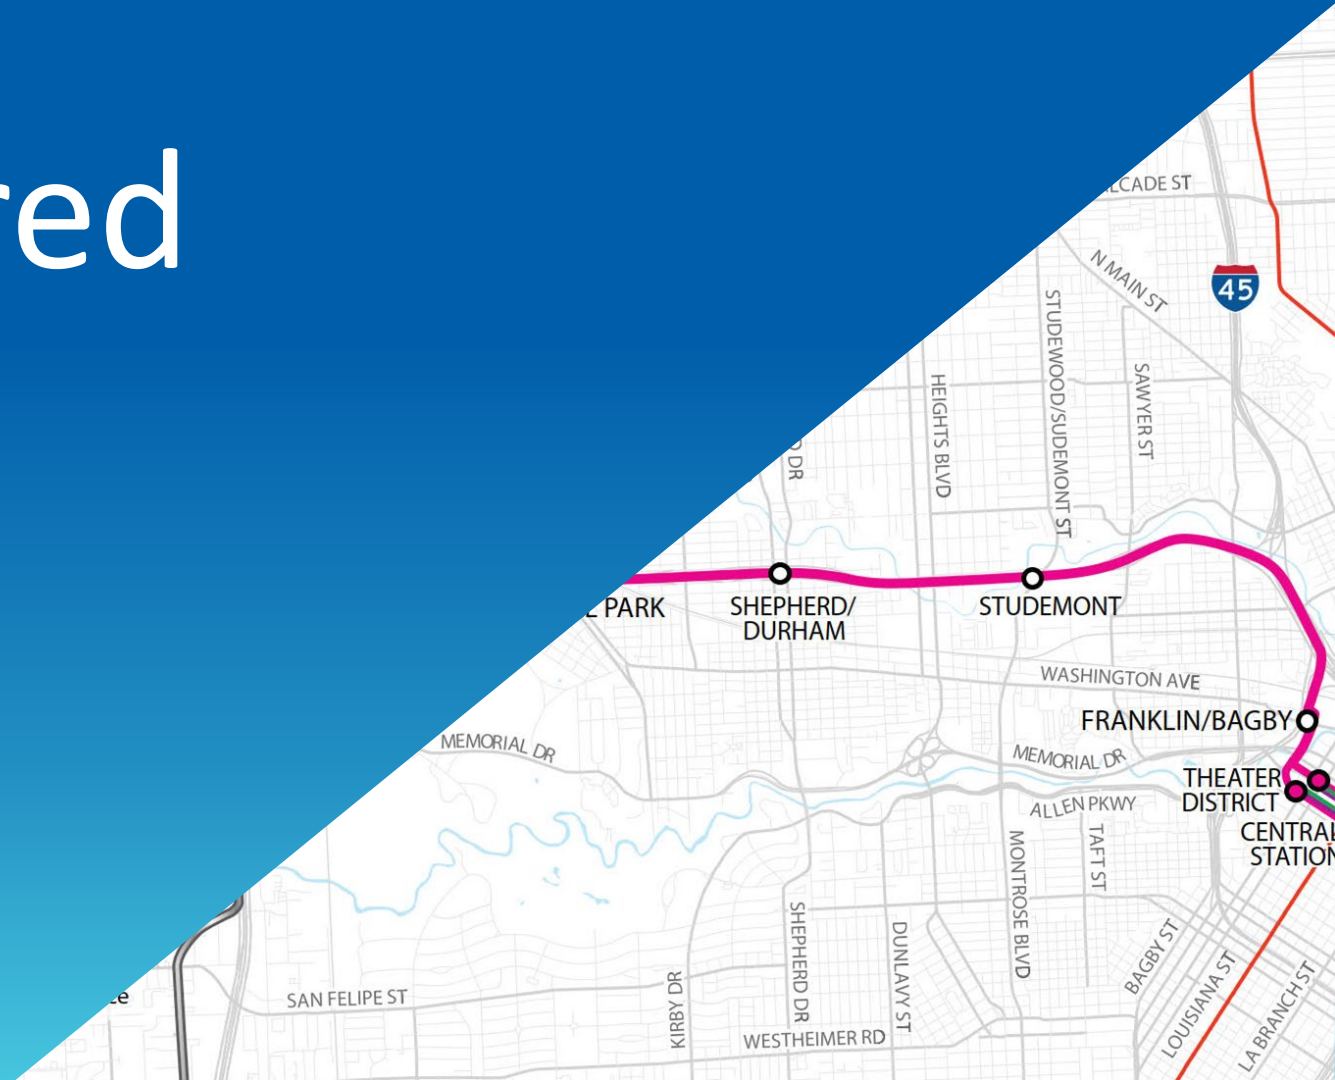 red
LCADE ST
N MAIN ST
45
STUDEWOOD/SUDEMONT ST
SAWYER ST
HEIGHTS BLVD
DR
PARK
SHEPHERD/
DURHAM
STUDEMONT
WASHINGTON AVE
FRANKLIN/BAGBY
MEMORIAL DR
MEMORIAL DR
THEATER
DISTRICT
ALLEN PKWY
CENTRAL
STATION
TAFT ST
MONTROSE BLVD
SHEPHERD DR
DUNLAVY ST
BAGBY ST
LOUISIANA ST
LA BRANCH ST
KIRBY DR
SAN FELIPE ST
WESTHEIMER RD